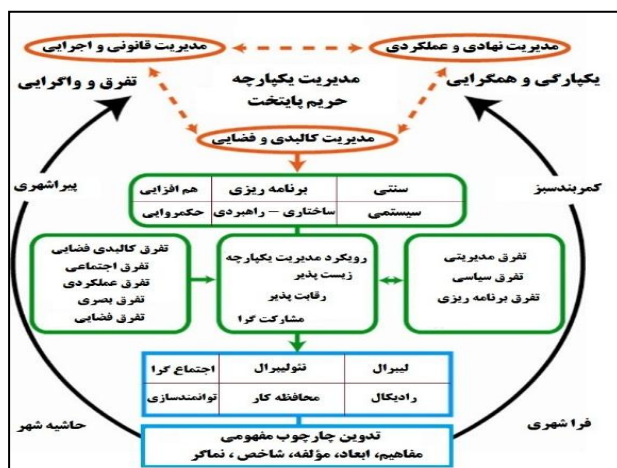 مدیریت نهادی و عملکردی
مدیریت قانونی و اجرایی
یکپارگی و همگرایی
مدیریت یکپارچه
حریم پایتخت
تفرق و واگرایی
مدیریت کالبدی و فضایی
کمربندسبز
پیراشهری
سنتی
برنامه ریزی
هم افزایی
سیستمی
ساختاری – راهبردی
حکمروایی
تفرق مدیریتی
تفرق سیاسی
تفرق برنامه ریزی
رویکرد مدیریت یکپارچه
زیست پذیر
رقابت پذیر
مشارکت گرا
تفرق کالبدی فضایی
تفرق اجتماعی
تفرق عملکردی
تفرق بصری
تفرق فضایی
لیبرال
نئولیبرال
اجتماع گرا
رادیکال
محافظه کار
توانمندسازی
فرا شهری
حاشیه شهر
تدوین چارچوب مفهومی
مفاهیم، ابعاد، مؤلفه، شاخص ، نماگر